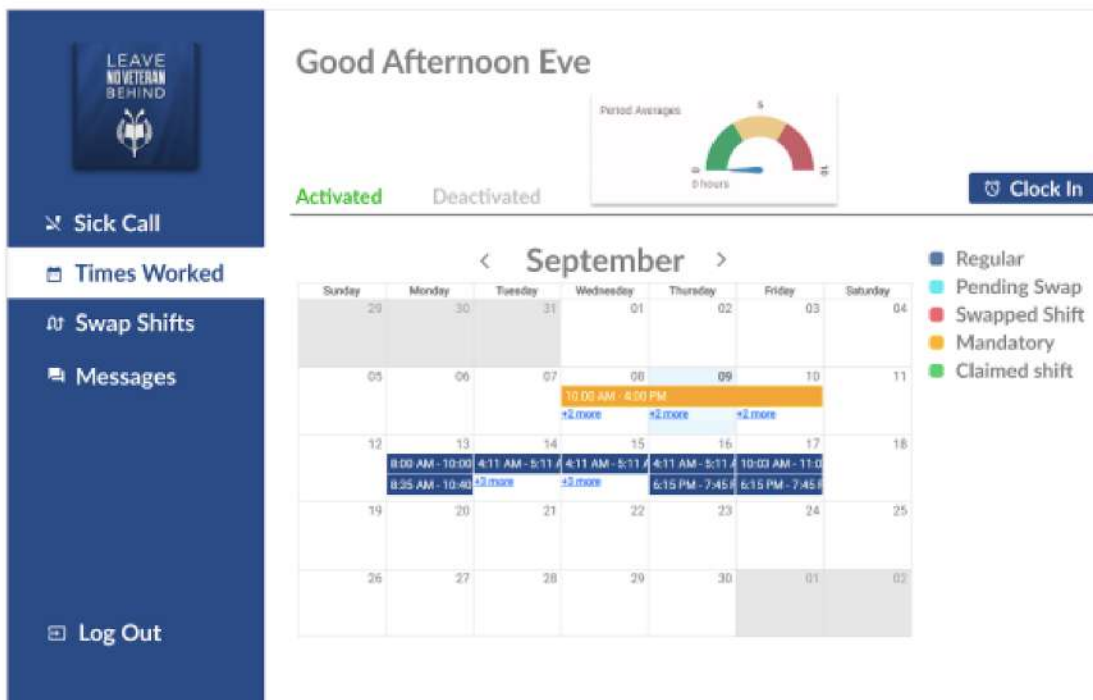 LEAVE
NO VETERAN
BEHIND
Sick Call
Times Worked
Swap Shifts
Messages
Log Out
Good Afternoon Eve
Period Averages
0
5
10
0 hours
Activated
Deactivated
Clock In
< September >
Sunday Monday Tuesday Wednesday Thursday Friday Saturday
29 30 31 01 02 03 04
05 06 07 08 09 10 11
10:00 AM - 4:00 PM
+2 more +2 more +2 more
12 13 14 15 16 17 18
8:00 AM - 10:00 4:11 AM - 5:11 A 4:11 AM - 5:11 A 4:11 AM - 5:11 A 10:03 AM - 11:0
8:35 AM - 10:40 +3 more +3 more 6:15 PM - 7:45 P 6:15 PM - 7:45 P
19 20 21 22 23 24 25
26 27 28 29 30 01 02
Regular
Pending Swap
Swapped Shift
Mandatory
Claimed shift